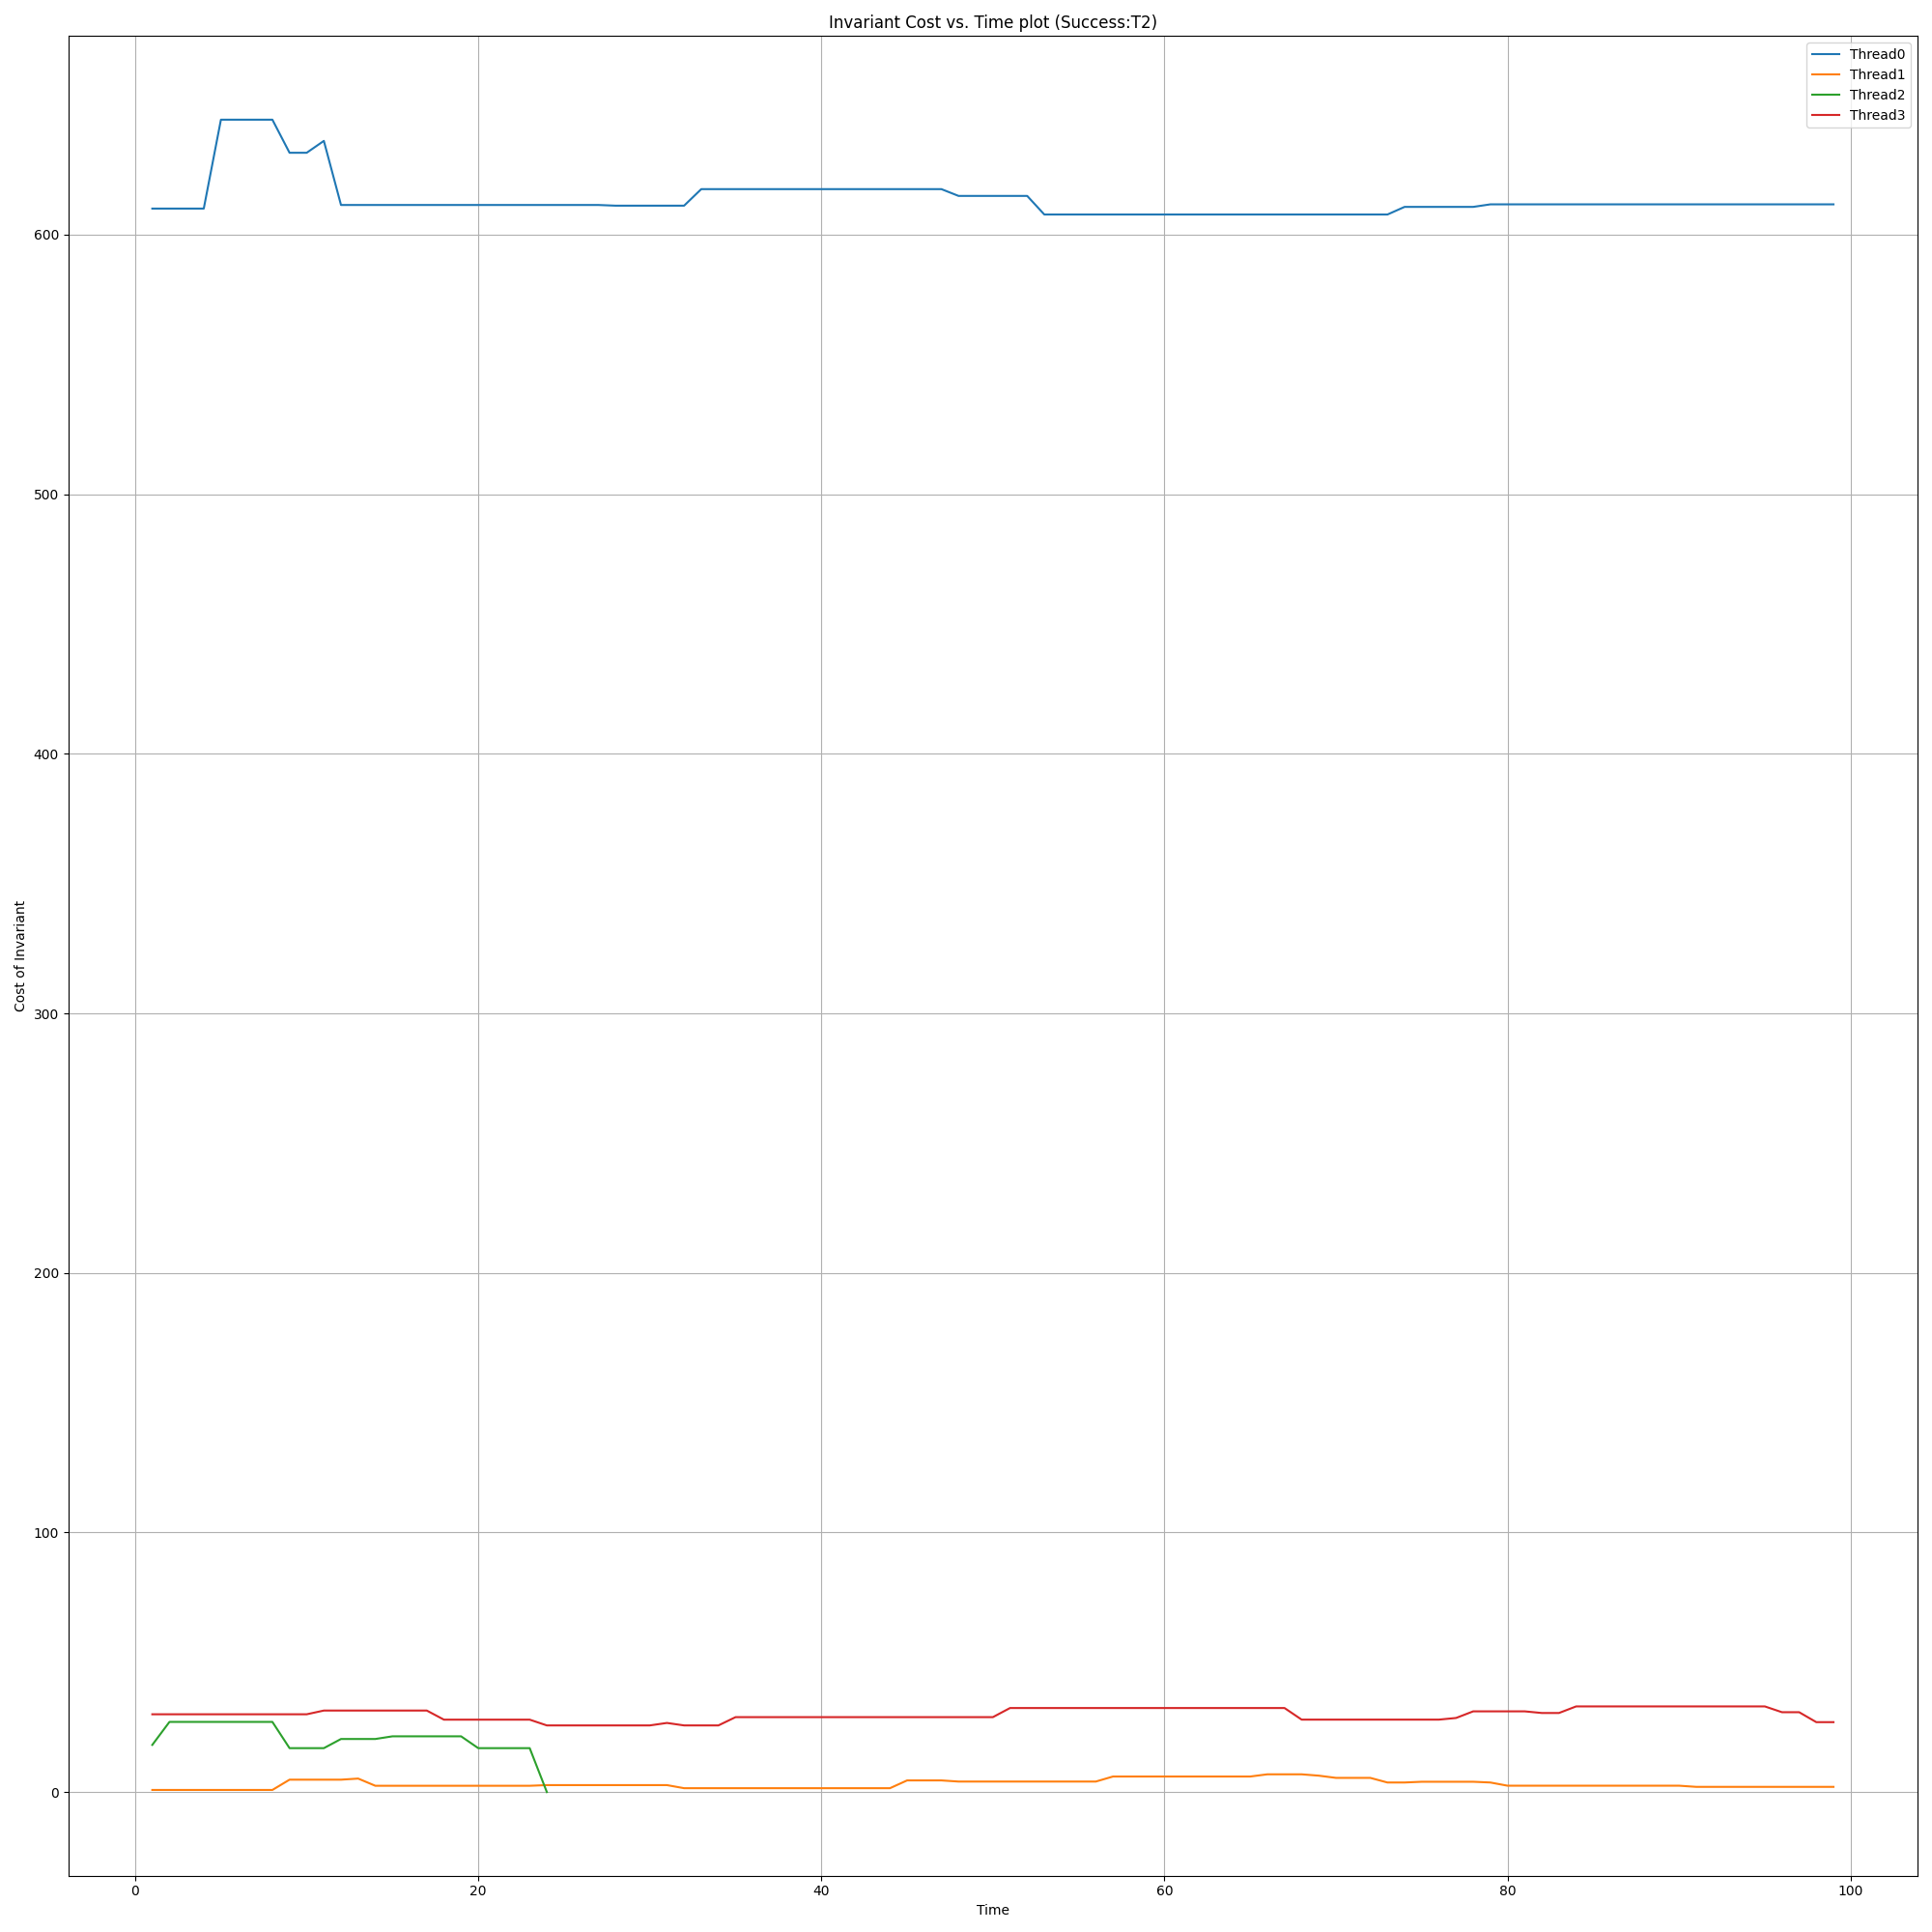 Invariant Cost vs. Time plot (Success:T2)
Thread0
Thread1
Thread2
Thread3
600
500
400
300
200
100
0
Cost of Invariant
0 20 40 60 80 100
Time